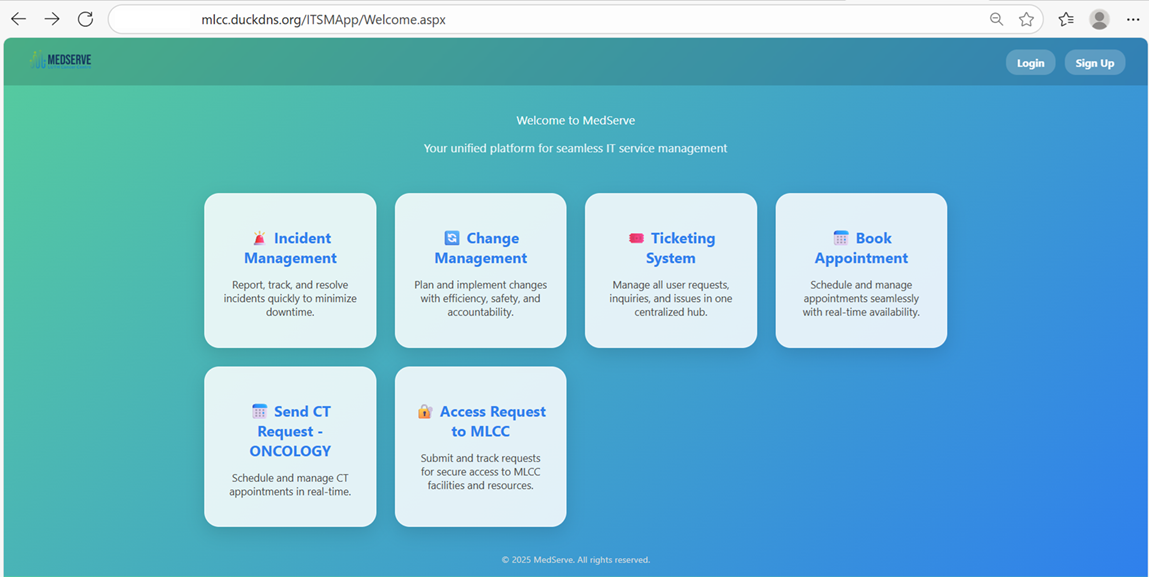 mlcc.duckdns.org/ITSMApp/Welcome.aspx
MEDSERVE
Login
Sign Up
Welcome to MedServe
Your unified platform for seamless IT service management
Incident
Management
Report, track, and resolve
incidents quickly to minimize
downtime.
Change
Management
Plan and implement changes
with efficiency, safety, and
accountability.
Ticketing
System
Manage all user requests,
inquiries, and issues in one
centralized hub.
Book
Appointment
Schedule and manage
appointments seamlessly
with real-time availability.
Send CT
Request -
ONCOLOGY
Schedule and manage CT
appointments in real-time.
Access Request
to MLCC
Submit and track requests
for secure access to MLCC
facilities and resources.
© 2025 MedServe. All rights reserved.